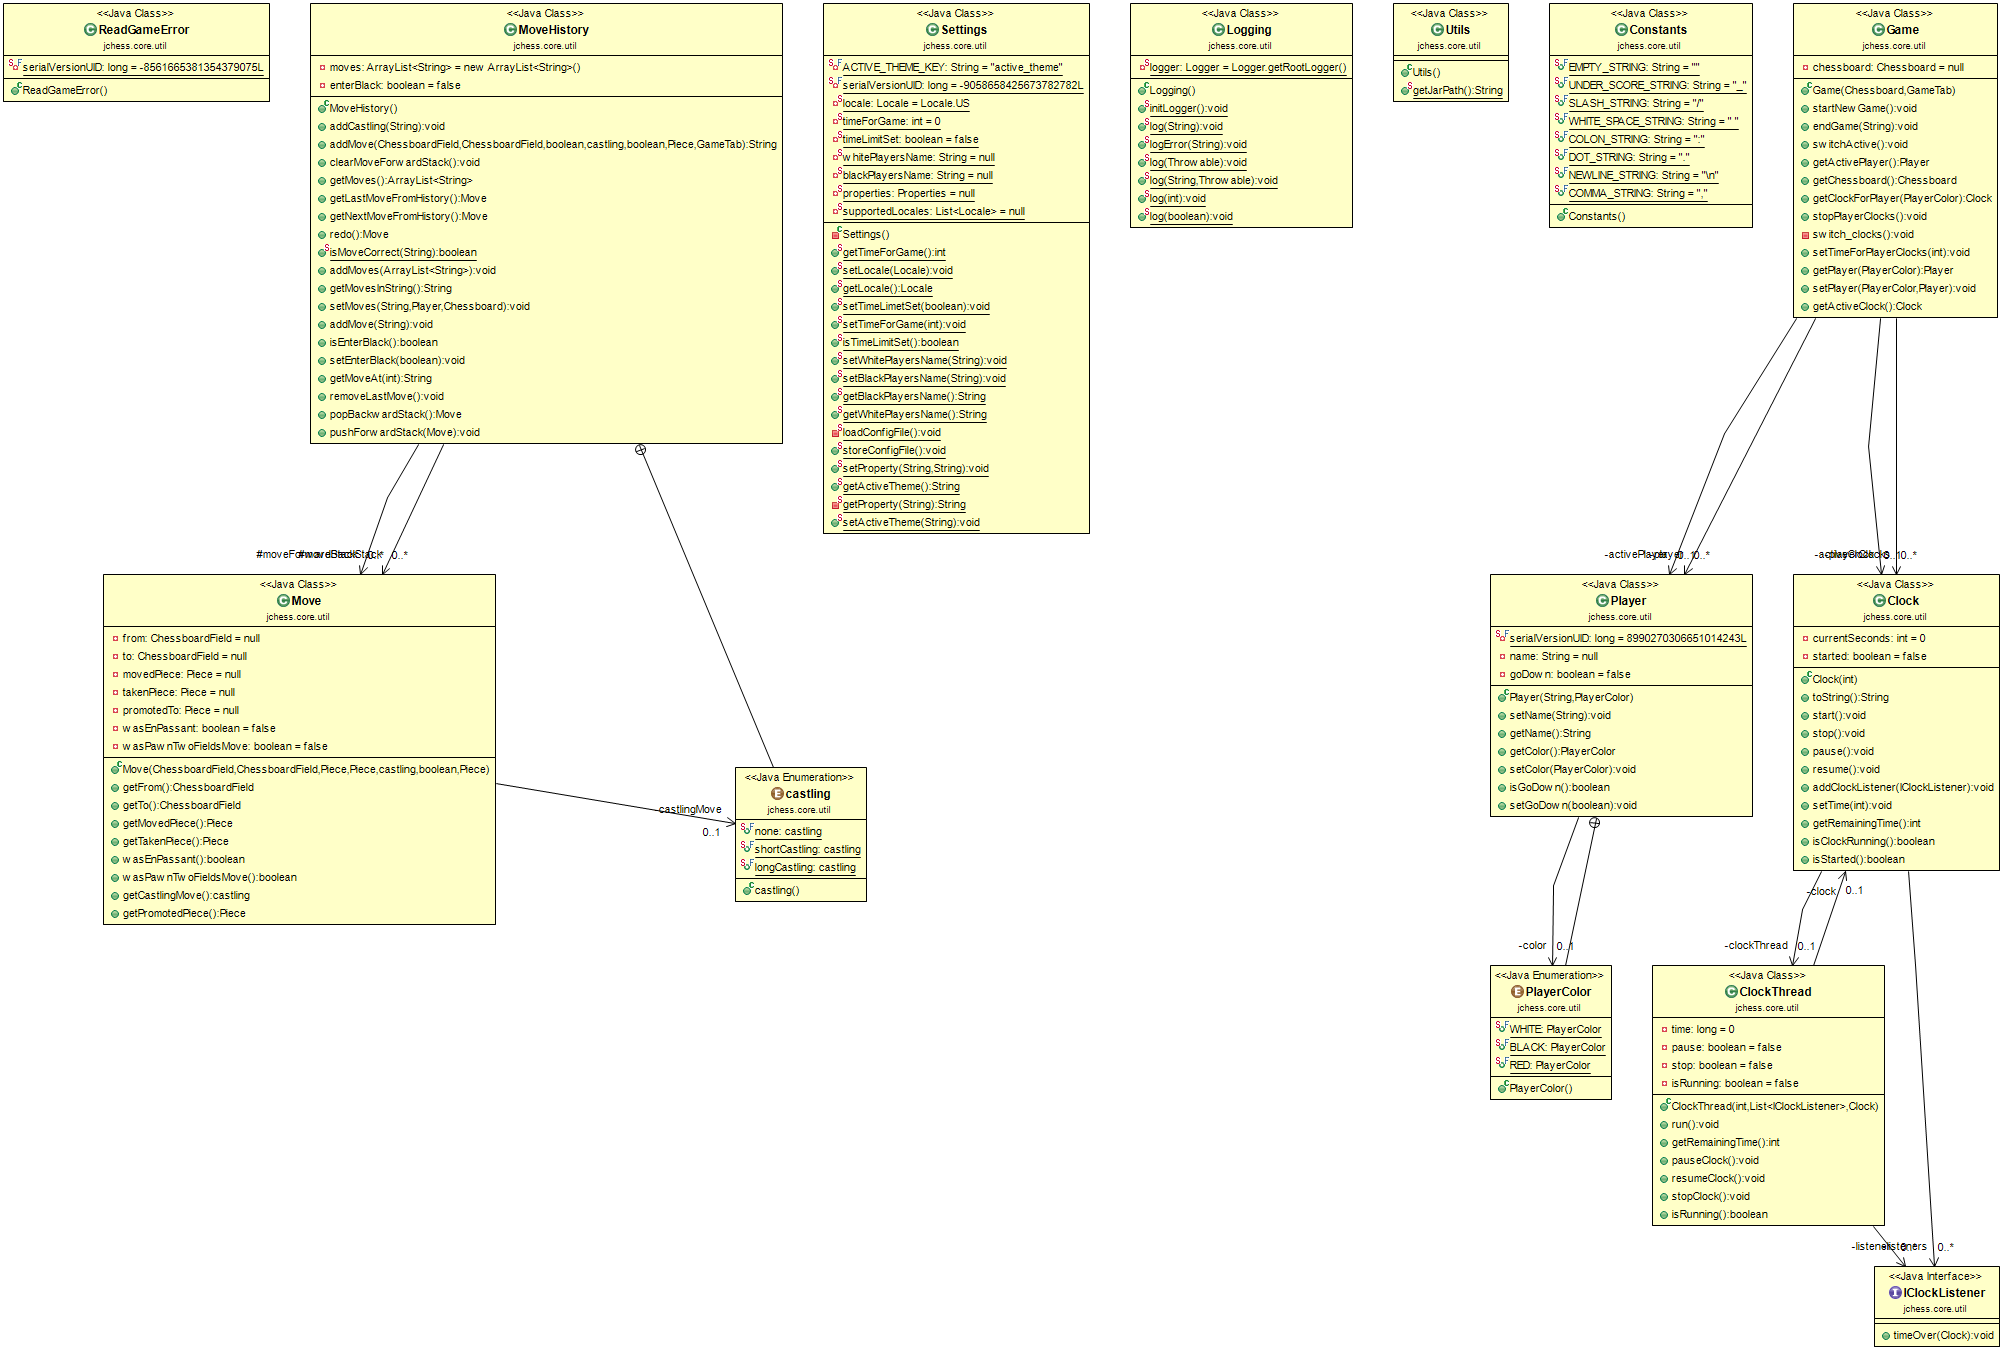 <<Java Class>>
ReadGameError
jchess.core.util
serialVersionUID: long = -8561665381354379075L
ReadGameError()
<<Java Class>>
MoveHistory
jchess.core.util
moves: ArrayList<String> = new ArrayList<String>()
enterBlack: boolean = false
MoveHistory()
addCastling(String):void
addMove(ChessboardField,ChessboardField,boolean,castling,boolean,Piece,GameTab):String
clearMoveForwardStack():void
getMoves():ArrayList<String>
getLastMoveFromHistory():Move
getNextMoveFromHistory():Move
redo():Move
isMoveCorrect(String):boolean
addMoves(ArrayList<String>):void
getMovesInString():String
setMoves(String,Player,Chessboard):void
addMove(String):void
isEnterBlack():boolean
setEnterBlack(boolean):void
getMoveAt(int):String
removeLastMove():void
popBackwardStack():Move
pushForwardStack(Move):void
<<Java Class>>
Settings
jchess.core.util
ACTIVE_THEME_KEY: String = "active_theme"
serialVersionUID: long = -9058658425673782782L
locale: Locale = Locale.US
timeForGame: int = 0
timeLimitSet: boolean = false
whitePlayersName: String = null
blackPlayersName: String = null
properties: Properties = null
supportedLocales: List<Locale> = null
Settings()
getTimeForGame():int
setLocale(Locale):void
getLocale():Locale
setTimeLimetSet(boolean):void
setTimeForGame(int):void
isTimeLimitSet():boolean
setWhitePlayersName(String):void
setBlackPlayersName(String):void
getBlackPlayersName():String
getWhitePlayersName():String
loadConfigFile():void
storeConfigFile():void
setProperty(String,String):void
getActiveTheme():String
getProperty(String):String
setActiveTheme(String):void
<<Java Class>>
Logging
jchess.core.util
logger: Logger = Logger.getRootLogger()
Logging()
initLogger():void
log(String):void
logError(String):void
log(Throwable):void
log(String,Throwable):void
log(int):void
log(boolean):void
<<Java Class>>
Utils
jchess.core.util
Utils()
getJarPath():String
<<Java Class>>
Constants
jchess.core.util
EMPTY_STRING: String = ""
UNDER_SCORE_STRING: String = "_"
SLASH_STRING: String = "/"
WHITE_SPACE_STRING: String = " "
COLON_STRING: String = ":"
DOT_STRING: String = "."
NEWLINE_STRING: String = "\n"
COMMA_STRING: String = ","
Constants()
<<Java Class>>
Game
jchess.core.util
chessboard: Chessboard = null
Game(Chessboard,GameTab)
startNewGame():void
endGame(String):void
switchActive():void
getActivePlayer():Player
getChessboard():Chessboard
getClockForPlayer(PlayerColor):Clock
stopPlayerClocks():void
switch_clocks():void
setTimeForPlayerClocks(int):void
getPlayer(PlayerColor):Player
setPlayer(PlayerColor,Player):void
getActiveClock():Clock
0..*
-activePlayer
0..*
0..*
<<Java Class>>
Move
jchess.core.util
from: ChessboardField = null
to: ChessboardField = null
movedPiece: Piece = null
takenPiece: Piece = null
promotedTo: Piece = null
wasEnPassant: boolean = false
wasPawnTwoFieldsMove: boolean = false
Move(ChessboardField,ChessboardField,Piece,Piece,castling,boolean,Piece)
getFrom():ChessboardField
getTo():ChessboardField
getMovedPiece():Piece
getTakenPiece():Piece
wasEnPassant():boolean
wasPawnTwoFieldsMove():boolean
getCastlingMove():castling
getPromotedPiece():Piece
castlingMove
0..1
<<Java Enumeration>>
castling
jchess.core.util
none: castling
shortCastling: castling
longCastling: castling
castling()
<<Java Class>>
Player
jchess.core.util
serialVersionUID: long = 8990270306651014243L
name: String = null
goDown: boolean = false
Player(String,PlayerColor)
setName(String):void
getName():String
getColor():PlayerColor
setColor(PlayerColor):void
isGoDown():boolean
setGoDown(boolean):void
<<Java Class>>
Clock
jchess.core.util
currentSeconds: int = 0
started: boolean = false
Clock(int)
toString():String
start():void
stop():void
pause():void
resume():void
addClockListener(IClockListener):void
setTime(int):void
getRemainingTime():int
isClockRunning():boolean
isStarted():boolean
-clock 0..1
-color 0..1
-clockThread 0..1
<<Java Enumeration>>
PlayerColor
jchess.core.util
WHITE: PlayerColor
BLACK: PlayerColor
RED: PlayerColor
PlayerColor()
<<Java Class>>
ClockThread
jchess.core.util
time: long = 0
pause: boolean = false
stop: boolean = false
isRunning: boolean = false
ClockThread(int,List<IClockListener>,Clock)
run():void
getRemainingTime():int
pauseClock():void
resumeClock():void
stopClock():void
isRunning():boolean
0..*
<<Java Interface>>
IClockListener
jchess.core.util
timeOver(Clock):void